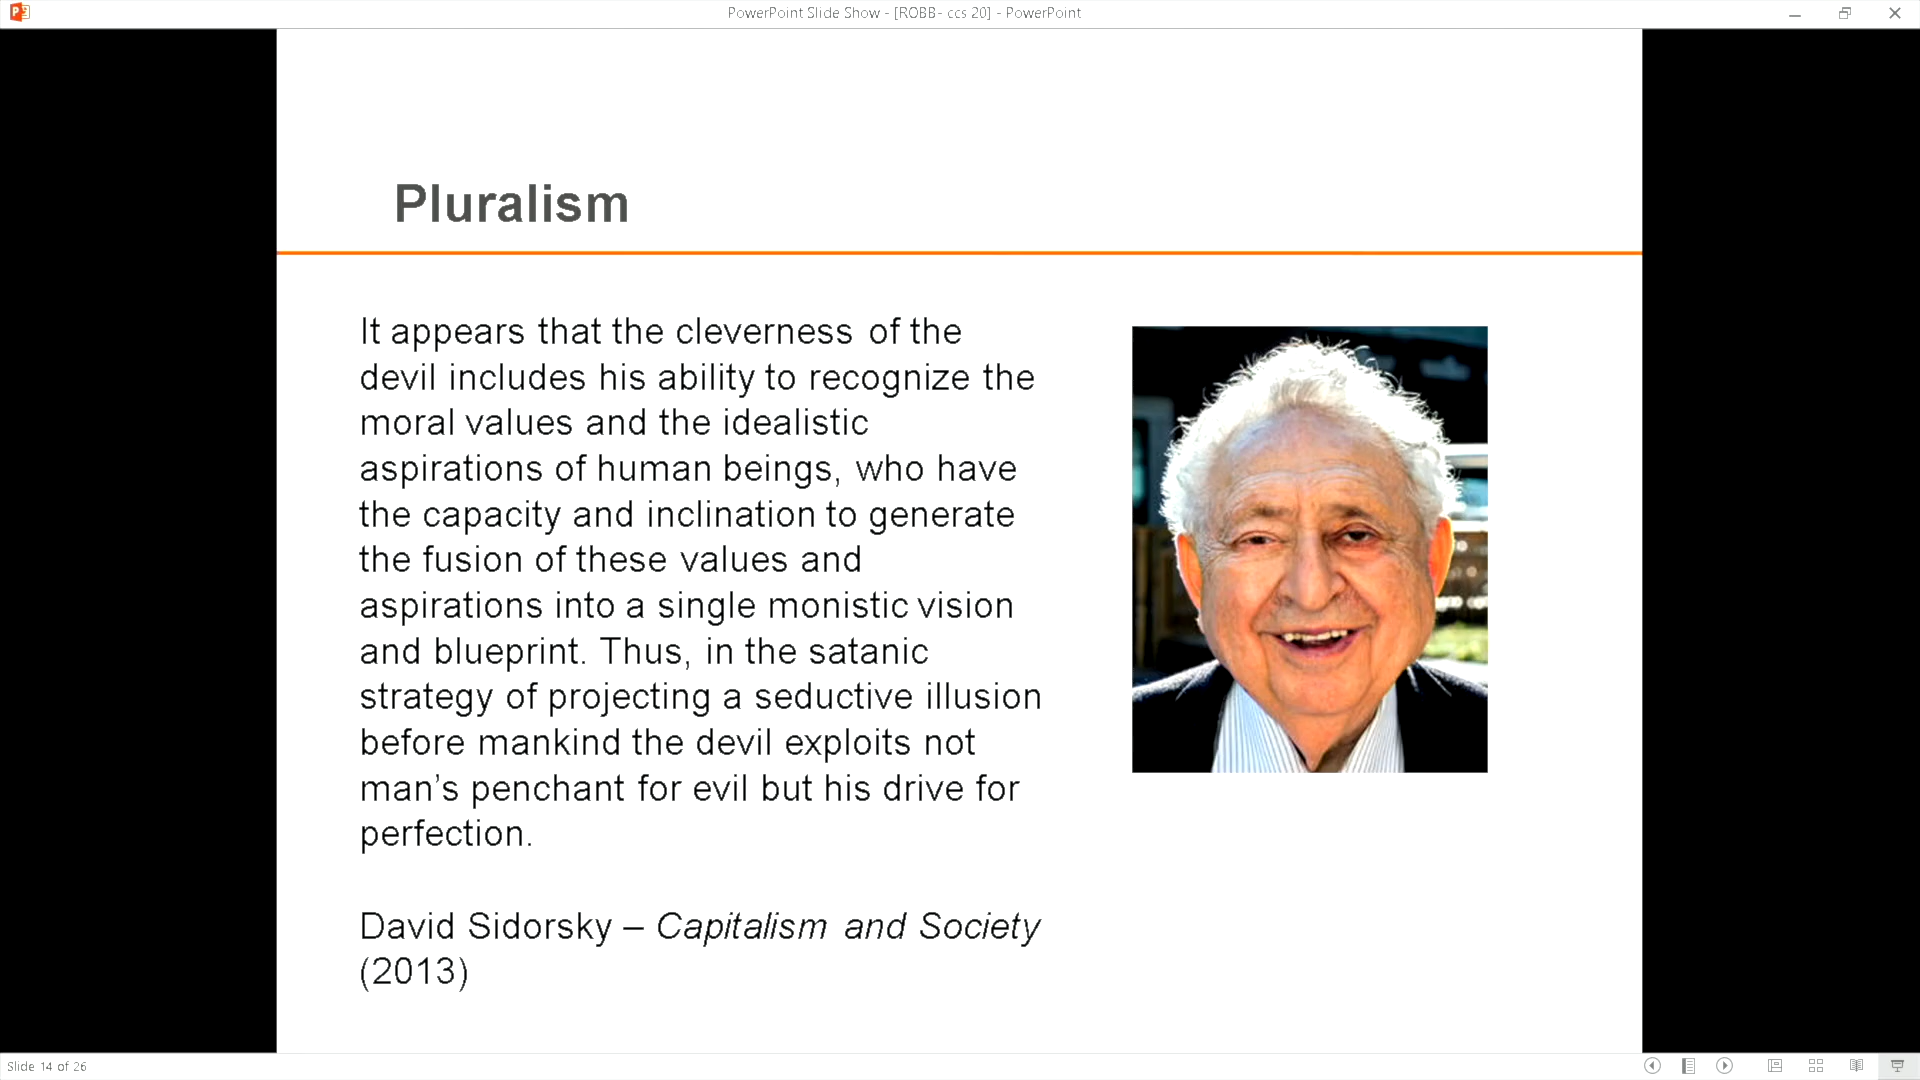 PowerPoint Slide Show - [ROBB- ccs 20] - PowerPoint
Pluralism
It appears that the cleverness of the
devil includes his ability to recognize the
moral values and the idealistic
aspirations of human beings, who have
the capacity and inclination to generate
the fusion of these values and
aspirations into a single monistic vision
and blueprint. Thus, in the satanic
strategy of projecting a seductive illusion
before mankind the devil exploits not
man’s penchant for evil but his drive for
perfection.
David Sidorsky – Capitalism and Society
(2013)
Slide 14 of 26